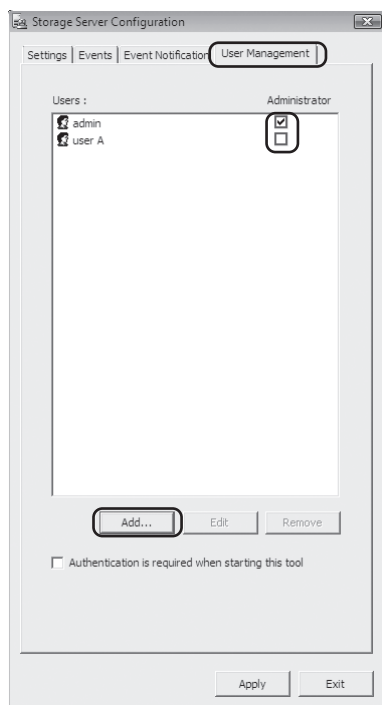 Storage Server Configuration
Settings Events Event Notification User Management
Users : Administrator
admin
user A
Add... Edit Remove
Authentication is required when starting this tool
Apply Exit